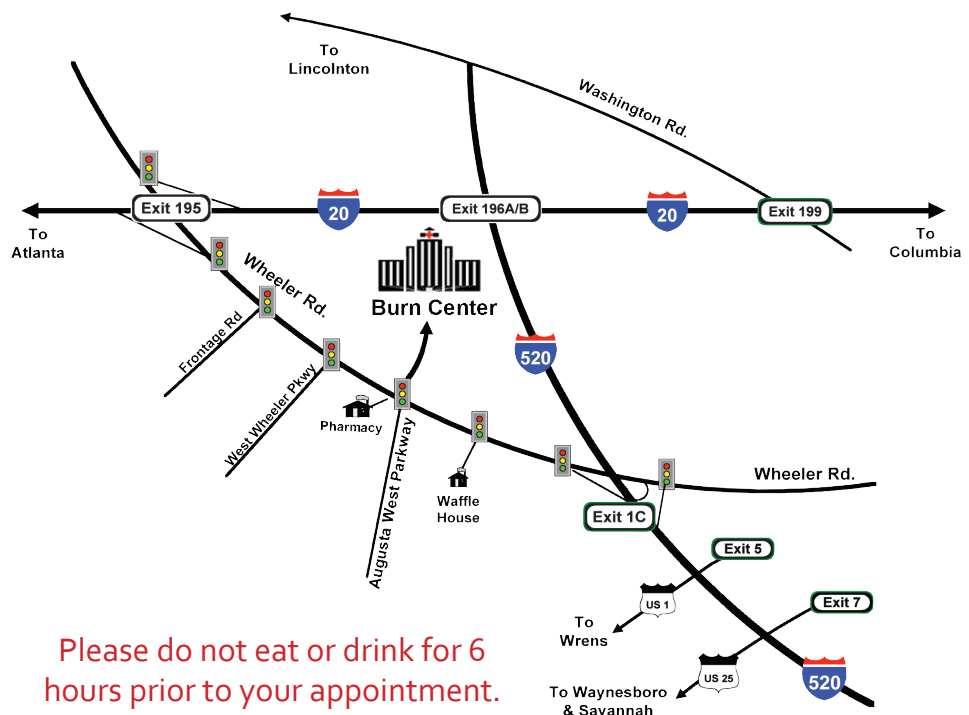 To
Lincolnton
Washington Rd.
Exit 195
20
Exit 196A/B
20
Exit 199
To
Atlanta
To
Columbia
Wheeler Rd.
Burn Center
Frontage Rd
520
West Wheeler Pkwy
Pharmacy
Augusta West Parkway
Waffle
House
Wheeler Rd.
Exit 1C
Exit 5
US 1
To
Wrens
Exit 7
US 25
520
To Waynesboro
& Savannah
Please do not eat or drink for 6
hours prior to your appointment.